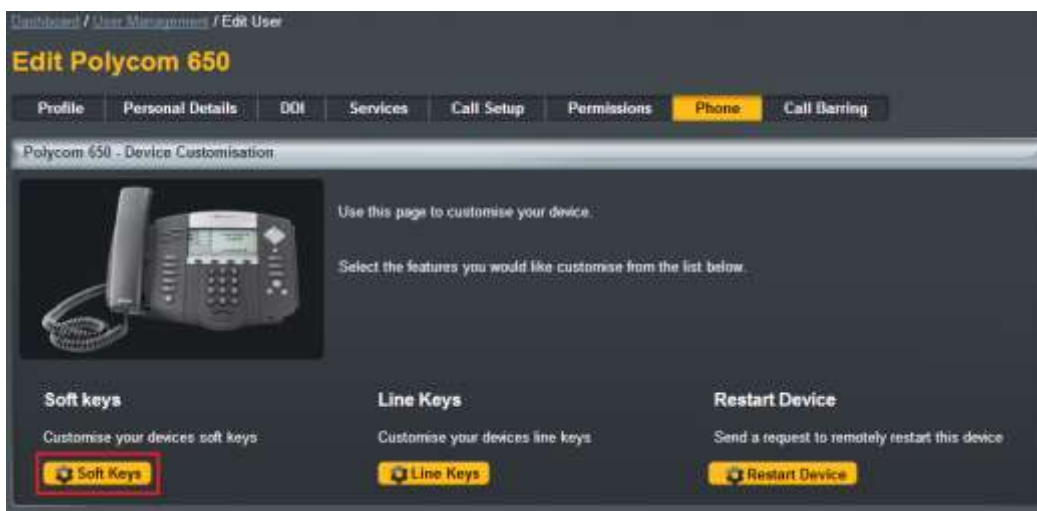 Dashboard / User Management / Edit User
Edit Polycom 650
Profile Personal Details DDI Services Call Setup Permissions Phone Call Barring
Polycom 650 - Device Customisation
Use this page to customise your device.
Select the features you would like customise from the list below.
Soft keys Line Keys Restart Device
Customise your devices soft keys Customise your devices line keys Send a request to remotely restart this device
Soft Keys Line Keys Restart Device